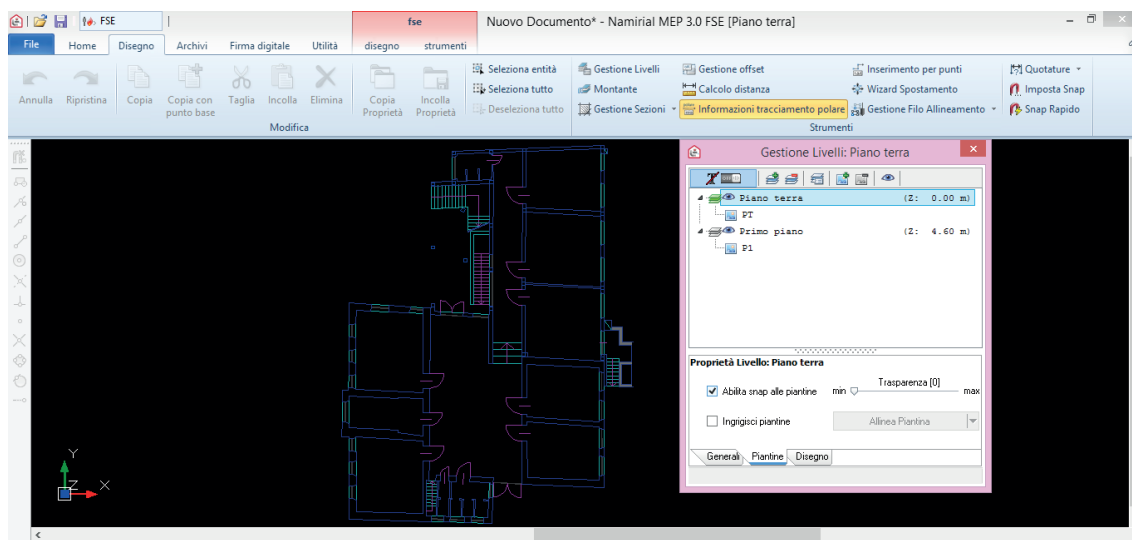 FSE
fse
Nuovo Documento* - Namirial MEP 3.0 FSE [Piano terra]
File Home Disegno Archivi Firma digitale Utilità disegno strumenti
Annulla Ripristina Copia Copia con punto base Taglia Incolla Elimina Copia Proprietà Incolla Proprietà
Modifica
Seleziona entità
Seleziona tutto
Deseleziona tutto
Gestione Livelli
Montante
Gestione Sezioni
Gestione offset
Calcolo distanza
Informazioni tracciamento polare
Inserimento per punti
Wizard Spostamento
Gestione Filo Allineamento
Quotature
Imposta Snap
Snap Rapido
Strumenti
Gestione Livelli: Piano terra
Piano terra (Z: 0.00 m)
PT
Primo piano (Z: 4.60 m)
P1
Proprietà Livello: Piano terra
Abilita snap alle piantine min Trasparenza [0] max
Ingrigisci piantine Allinea Piantina
Generali Piantine Disegno
Y
Z X